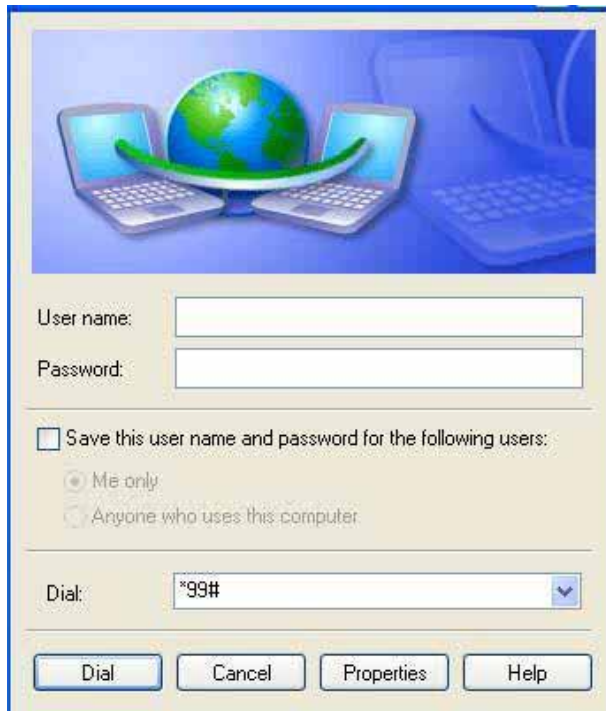 User name:
Password:
Save this user name and password for the following users:
Me only
Anyone who uses this computer
Dial: *99#
Dial Cancel Properties Help